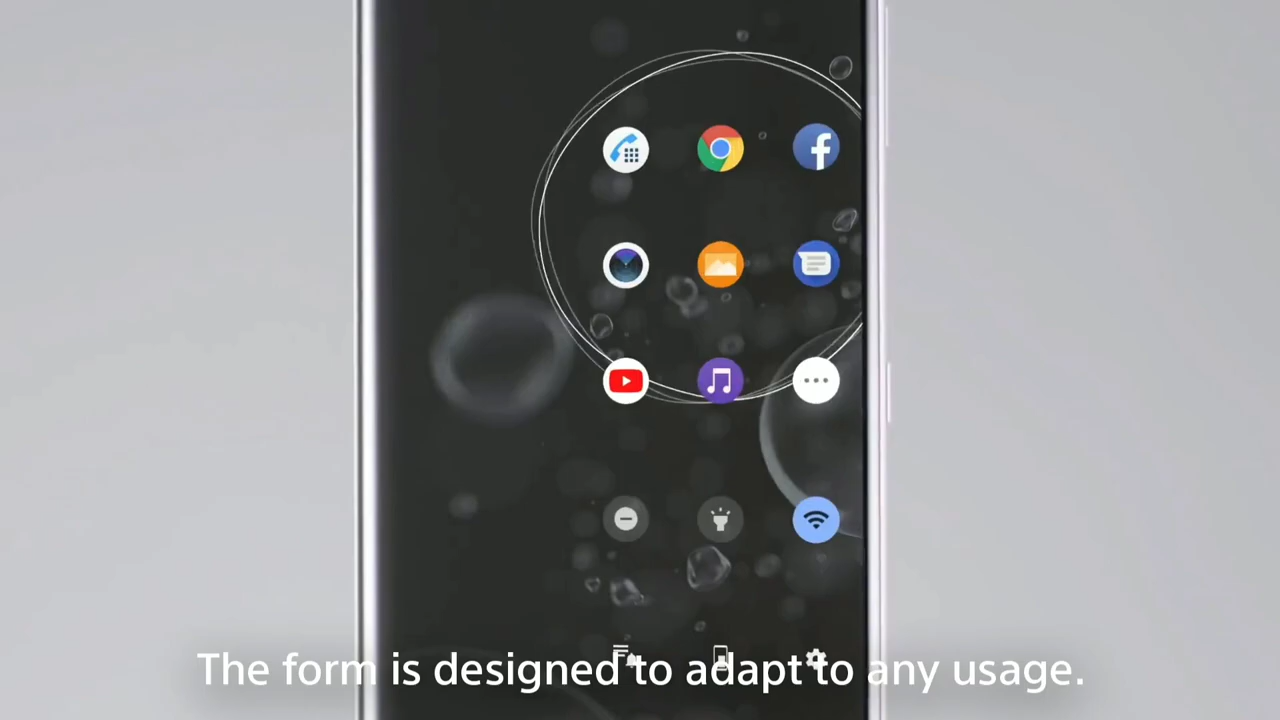 The form is designed to adapt to any usage.